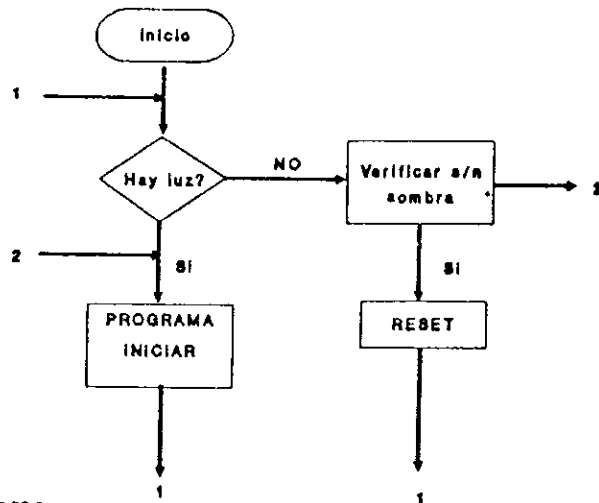 Inicio
1
Hay luz?
NO
Verificar s/n
sombra
2
2
Si
Si
PROGRAMA
INICIAR
RESET
1
1